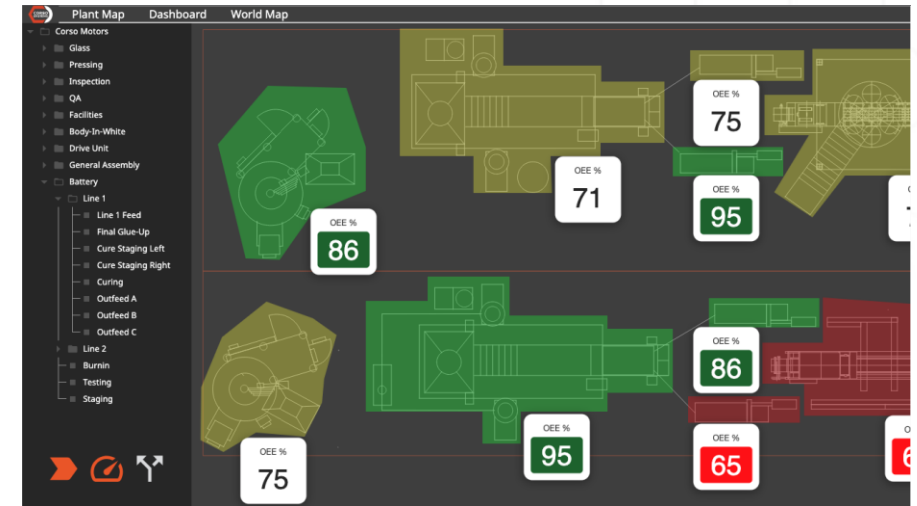 Plant Map Dashboard World Map
Corso Motors
Glass
Pressing
Inspection
QA
Facilities
Body-In-White
Drive Unit
General Assembly
Battery
Line 1
Line 1 Feed
Final Glue-Up
Cure Staging Left
Cure Staging Right
Curing
Outfeed A
Outfeed B
Outfeed C
Line 2
Burnin
Testing
Staging
OEE %
86
OEE %
71
OEE %
75
OEE %
95
OEE %
75
OEE %
95
OEE %
86
OEE %
65